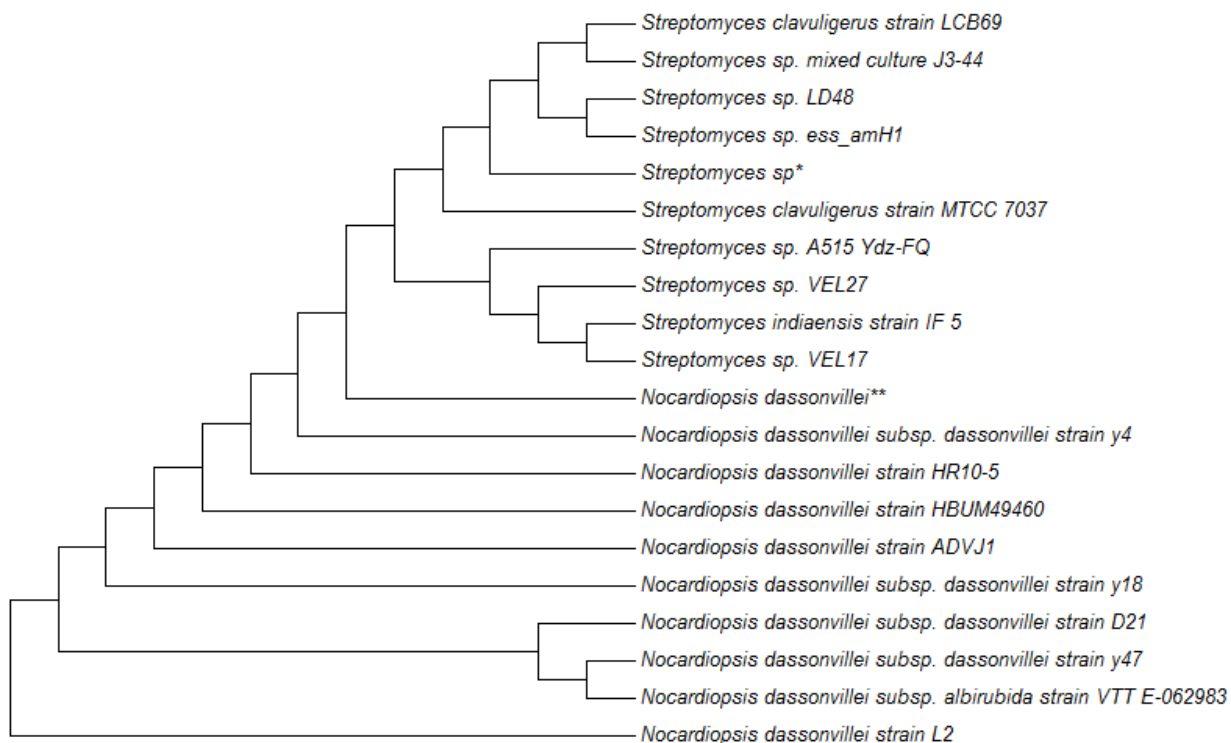 Streptomyces clavuligerus strain LCB69
Streptomyces sp. mixed culture J3-44
Streptomyces sp. LD48
Streptomyces sp. ess_amH1
Streptomyces sp*
Streptomyces clavuligerus strain MTCC 7037
Streptomyces sp. A515 Ydz-FQ
Streptomyces sp. VEL27
Streptomyces indiaensis strain IF 5
Streptomyces sp. VEL17
Nocardiopsis dassonvillei**
Nocardiopsis dassonvillei subsp. dassonvillei strain y4
Nocardiopsis dassonvillei strain HR10-5
Nocardiopsis dassonvillei strain HBUM49460
Nocardiopsis dassonvillei strain ADVJ1
Nocardiopsis dassonvillei subsp. dassonvillei strain y18
Nocardiopsis dassonvillei subsp. dassonvillei strain D21
Nocardiopsis dassonvillei subsp. dassonvillei strain y47
Nocardiopsis dassonvillei subsp. albirubida strain VTT E-062983
Nocardiopsis dassonvillei strain L2